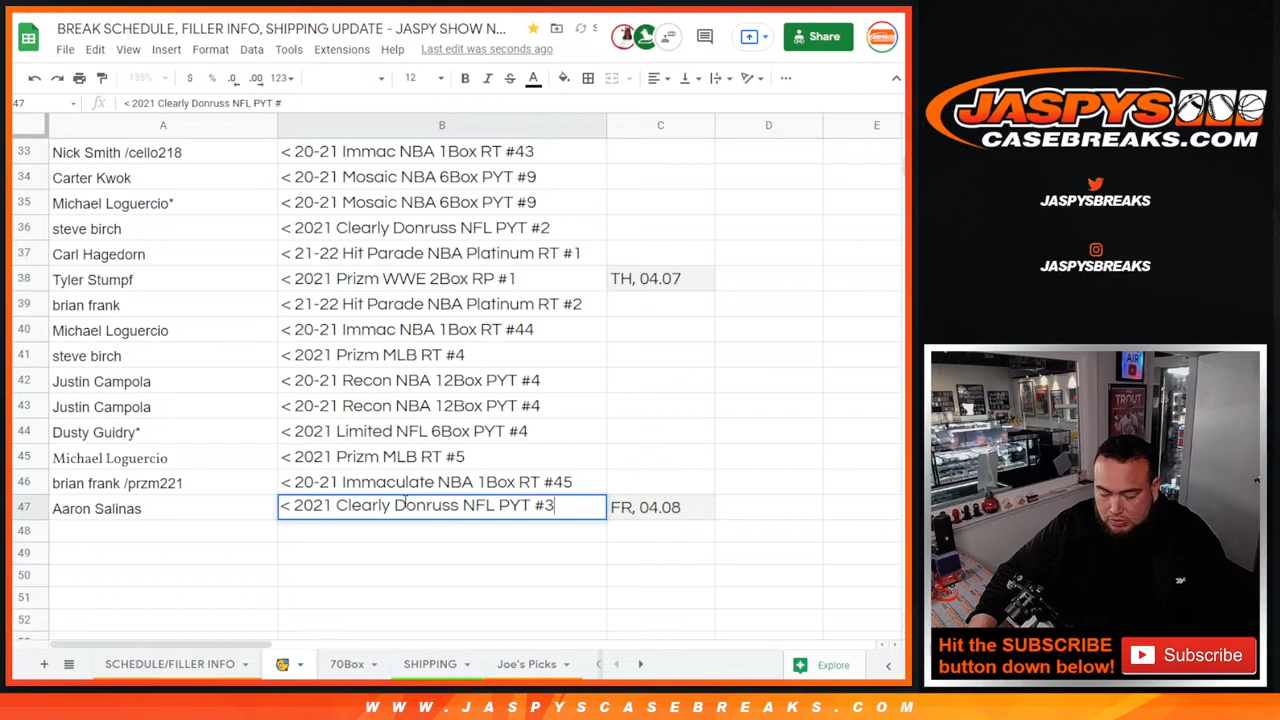 BREAK SCHEDULE, FILLER INFO, SHIPPING UPDATE - JASPY SHOW N...
File Edit View Insert Format Data Tools Extensions Help Last edit was seconds ago
Share
135% $ % .0 .00 123 12 B I S A
47 fx < 2021 Clearly Donruss NFL PYT #
A B C D E
33 Nick Smith /cello218 < 20-21 Immac NBA 1Box RT #43
34 Carter Kwok < 20-21 Mosaic NBA 6Box PYT #9
35 Michael Loguercio* < 20-21 Mosaic NBA 6Box PYT #9
36 steve birch < 2021 Clearly Donruss NFL PYT #2
37 Carl Hagedorn < 21-22 Hit Parade NBA Platinum RT #1
38 Tyler Stumpf < 2021 Prizm WWE 2Box RP #1 TH, 04.07
39 brian frank < 21-22 Hit Parade NBA Platinum RT #2
40 Michael Loguercio < 20-21 Immac NBA 1Box RT #44
41 steve birch < 2021 Prizm MLB RT #4
42 Justin Campola < 20-21 Recon NBA 12Box PYT #4
43 Justin Campola < 20-21 Recon NBA 12Box PYT #4
44 Dusty Guidry* < 2021 Limited NFL 6Box PYT #4
45 Michael Loguercio < 2021 Prizm MLB RT #5
46 brian frank /przm221 < 20-21 Immaculate NBA 1Box RT #45
47 Aaron Salinas < 2021 Clearly Donruss NFL PYT #3 FR, 04.08
48
49
50
51
52
SCHEDULE/FILLER INFO 70Box SHIPPING Joe's Picks Explore
JASPYS
CASEBREAKS.COM
JASPYSBREAKS
JASPYSBREAKS
AIR
TROUT
Hit the SUBSCRIBE
button down below!
Subscribe
WWW.JASPYSCASEBREAKS.COM